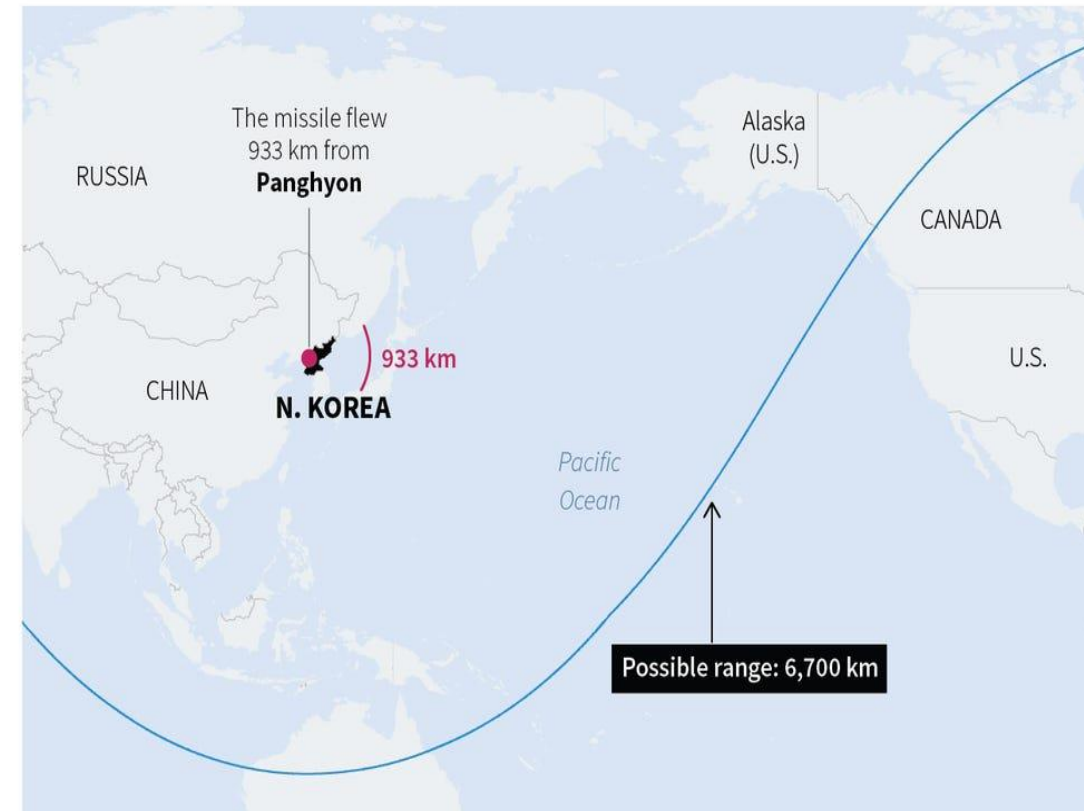 The missile flew
933 km from
Panghyon
Alaska
(U.S.)
RUSSIA
CANADA
933 km
U.S.
CHINA
N. KOREA
Pacific
Ocean
Possible range: 6,700 km